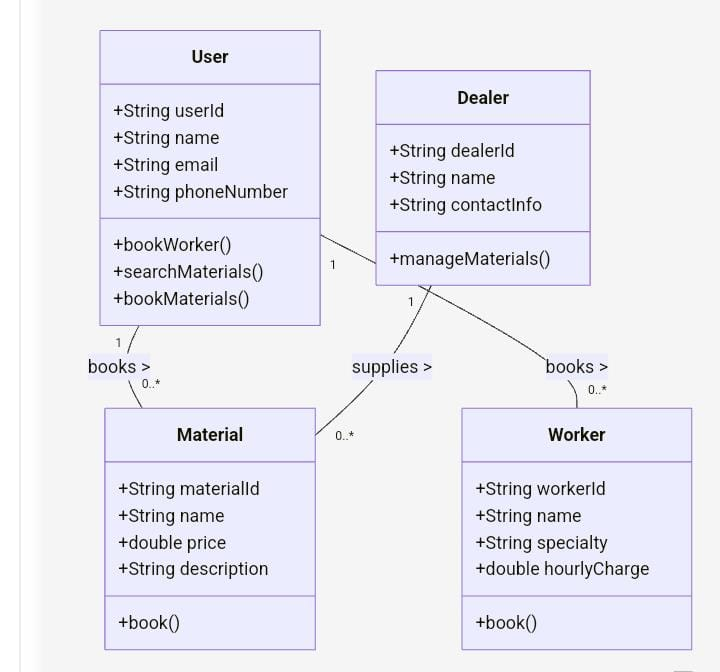 User
+String userId
+String name
+String email
+String phoneNumber
+bookWorker()
+searchMaterials()
+bookMaterials()
Dealer
+String dealerId
+String name
+String contactInfo
+manageMaterials()
1
1
1
books >
0..*
supplies >
0..*
books >
0..*
Material
+String materialId
+String name
+double price
+String description
+book()
Worker
+String workerId
+String name
+String specialty
+double hourlyCharge
+book()